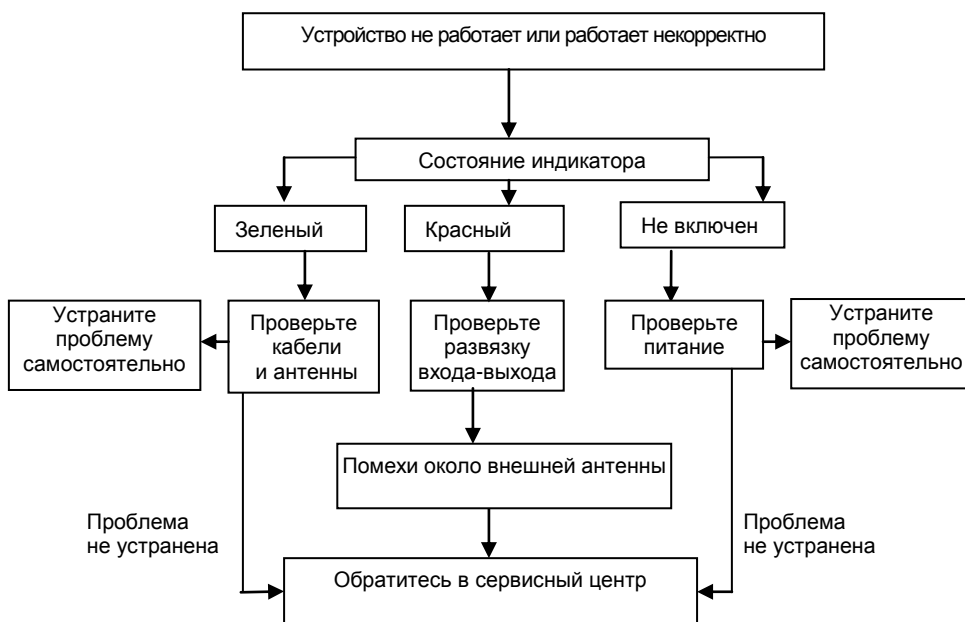 Устройство не работает или работает некорректно
Состояние индикатора
Зеленый
Красный
Не включен
Устраните
проблему
самостоятельно
Проверьте
кабели
и антенны
Проверьте
развязку
входа-выхода
Проверьте
питание
Устраните
проблему
самостоятельно
Помехи около внешней антенны
Проблема
не устранена
Проблема
не устранена
Обратитесь в сервисный центр